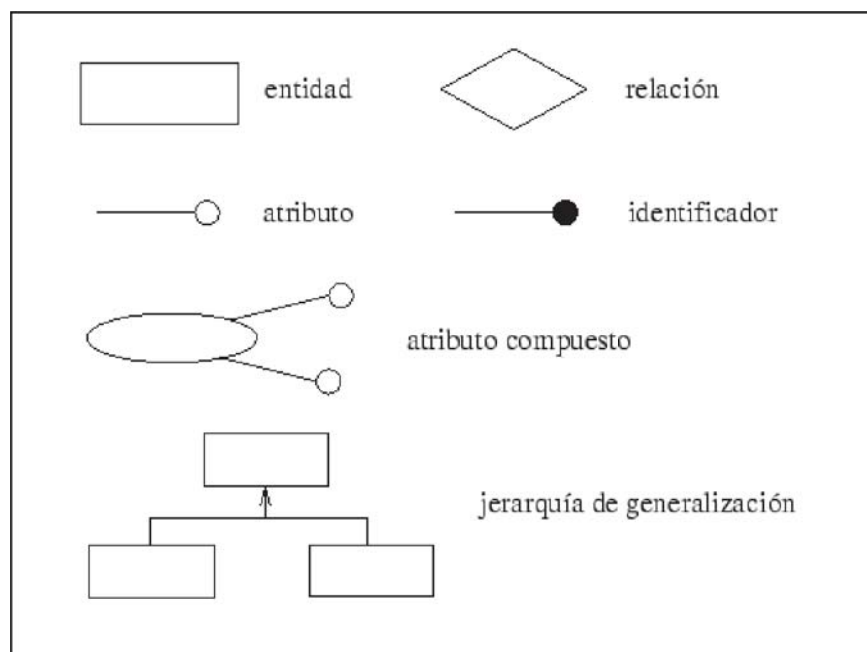 entidad
relación
atributo
identificador
atributo compuesto
jerarquía de generalización